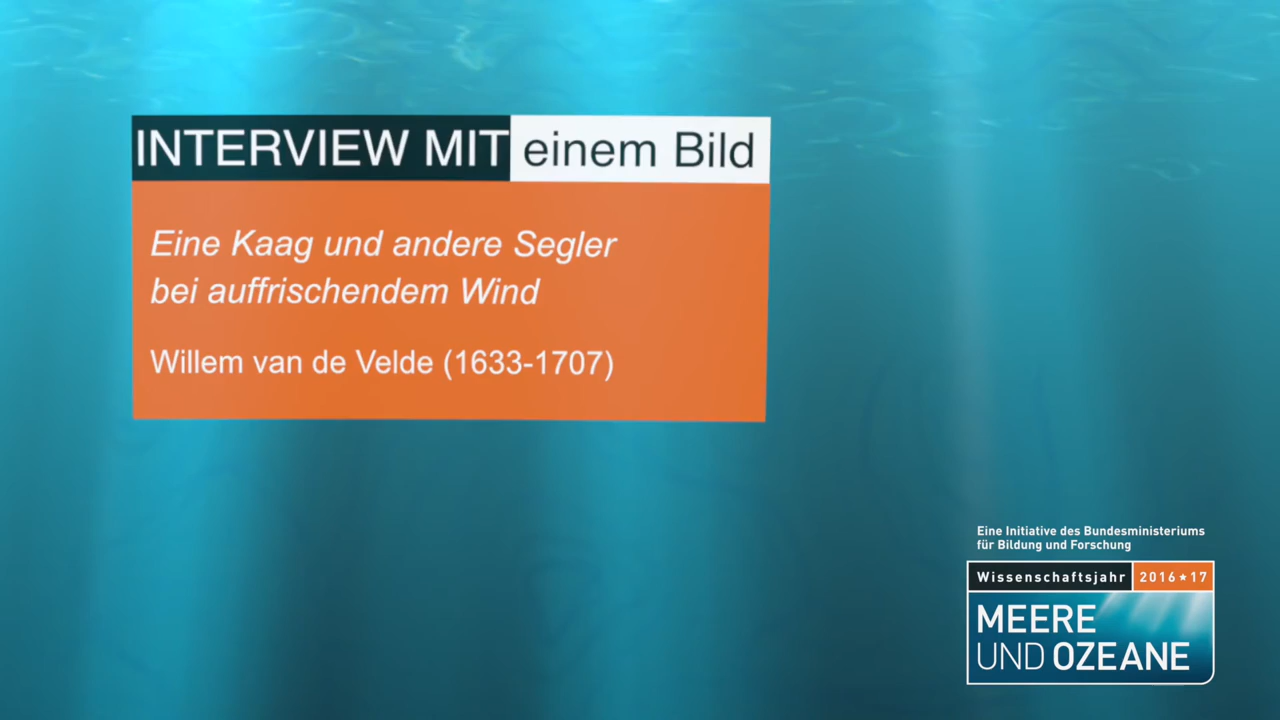 INTERVIEW MIT einem Bild
Eine Kaag und andere Segler
bei auffrischendem Wind
Willem van de Velde (1633-1707)
Eine Initiative des Bundesministeriums
für Bildung und Forschung
Wissenschaftsjahr 2016★17
MEERE
UND OZEANE